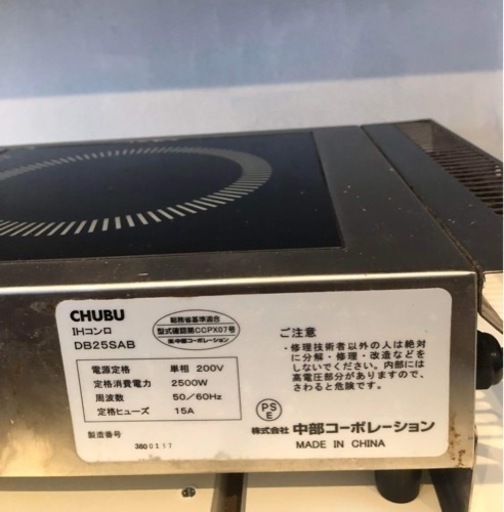 CHUBU
IHコンロ
DB25SAB
総務省基準適合
型式確認第CCPX07号
㈱中部コーポレーション
電源定格 単相 200V
定格消費電力 2500W
周波数 50/60Hz
定格ヒューズ 15A
製造番号
3600117
ご注意
・修理技術者以外の人は絶対
に分解・修理・改造などを
しないでください。内部には
高電圧部分がありますので、
さわると危険です。
PS
E
株式会社 中部コーポレーション
MADE IN CHINA